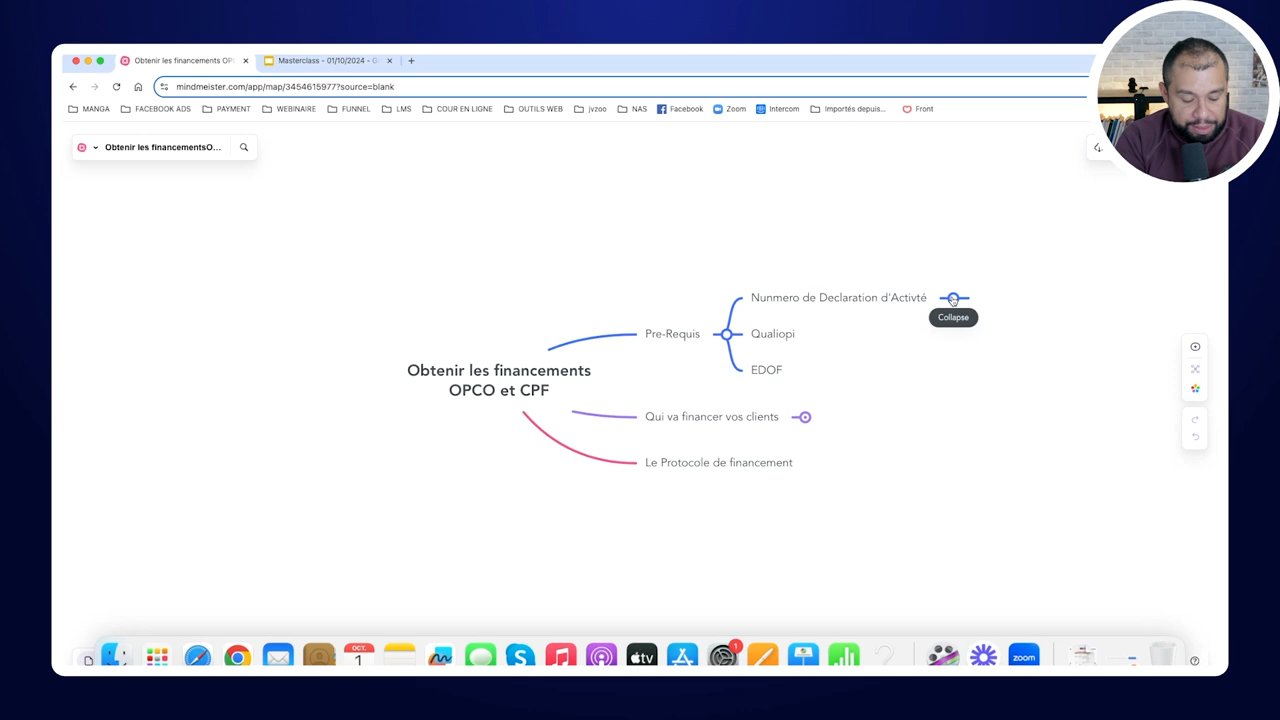 Obtenir les financements OP
Masterclass - 01/10/2024 - G
mindmeister.com/app/map/3454615977?source=blank
MANGA
FACEBOOK ADS
PAYMENT
WEBINAIRE
FUNNEL
LMS
COUR EN LIGNE
OUTILS WEB
jvzoo
NAS
Facebook
Zoom
Intercom
Importés depuis...
Front
Obtenir les financementsO...
Nunmero de Declaration d'Activté
Collapse
Pre-Requis
Qualiopi
EDOF
Obtenir les financements
OPCO et CPF
Qui va financer vos clients
Le Protocole de financement
OCT.
1
tv
1
zoom